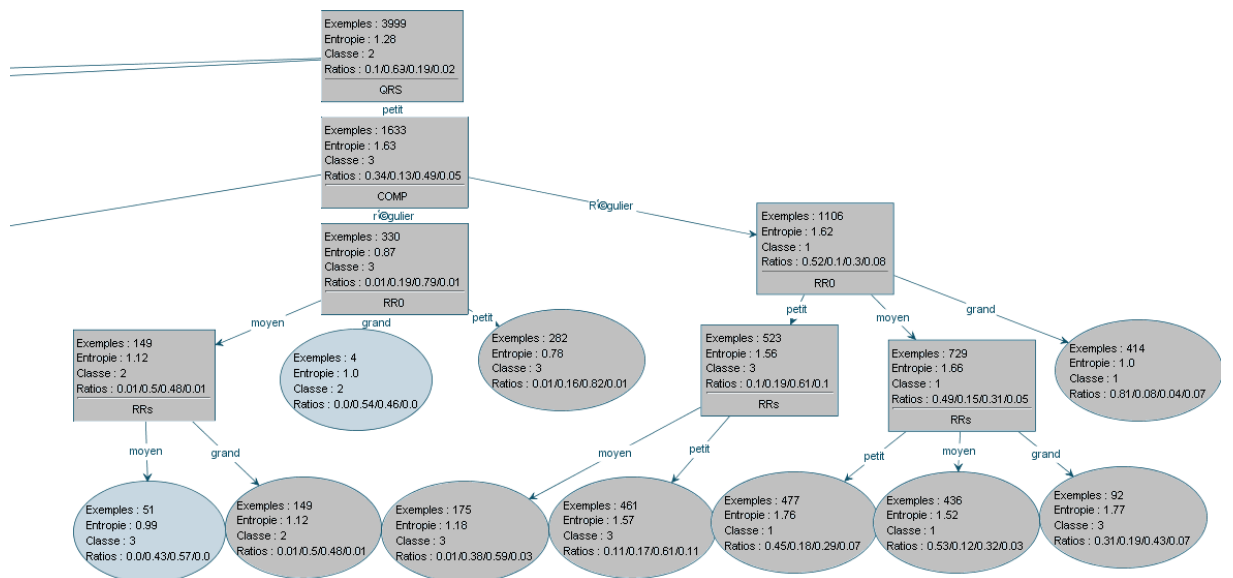 Exemples : 3999
Entropie : 1.28
Classe : 2
Ratios : 0.1/0.69/0.19/0.02
QRS
petit
Exemples : 1633
Entropie : 1.63
Classe : 3
Ratios : 0.34/0.13/0.49/0.05
COMP
r'©gulier
R'©gulier
Exemples : 330
Entropie : 0.87
Classe : 3
Ratios : 0.01/0.19/0.79/0.01
RR0
Exemples : 1106
Entropie : 1.62
Classe : 1
Ratios : 0.52/0.1/0.3/0.08
RR0
moyen
grand
petit
petit
moyen
grand
Exemples : 149
Entropie : 1.12
Classe : 2
Ratios : 0.01/0.5/0.48/0.01
RRs
Exemples : 4
Entropie : 1.0
Classe : 2
Ratios : 0.0/0.54/0.46/0.0
Exemples : 282
Entropie : 0.78
Classe : 3
Ratios : 0.01/0.16/0.82/0.01
Exemples : 523
Entropie : 1.56
Classe : 3
Ratios : 0.1/0.19/0.61/0.1
RRs
Exemples : 729
Entropie : 1.66
Classe : 1
Ratios : 0.49/0.15/0.31/0.05
RRs
Exemples : 414
Entropie : 1.0
Classe : 1
Ratios : 0.81/0.08/0.04/0.07
moyen
grand
moyen
petit
petit
moyen
grand
Exemples : 51
Entropie : 0.99
Classe : 3
Ratios : 0.0/0.43/0.57/0.0
Exemples : 149
Entropie : 1.12
Classe : 2
Ratios : 0.01/0.5/0.48/0.01
Exemples : 175
Entropie : 1.18
Classe : 3
Ratios : 0.01/0.38/0.59/0.03
Exemples : 461
Entropie : 1.57
Classe : 3
Ratios : 0.11/0.17/0.61/0.11
Exemples : 477
Entropie : 1.76
Classe : 1
Ratios : 0.45/0.18/0.29/0.07
Exemples : 436
Entropie : 1.52
Classe : 1
Ratios : 0.53/0.12/0.32/0.03
Exemples : 92
Entropie : 1.77
Classe : 3
Ratios : 0.31/0.19/0.43/0.07